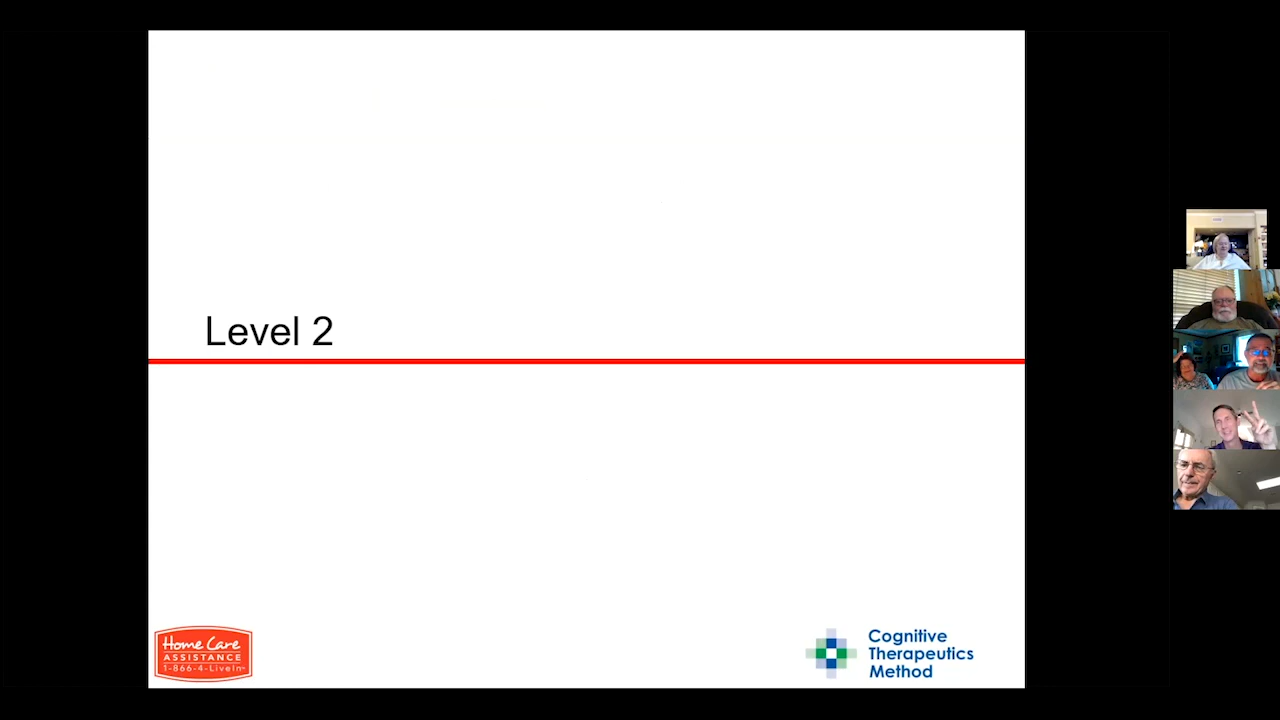 Level 2
Home Care
ASSISTANCE
1-866-4-LiveIn
Cognitive
Therapeutics
Method